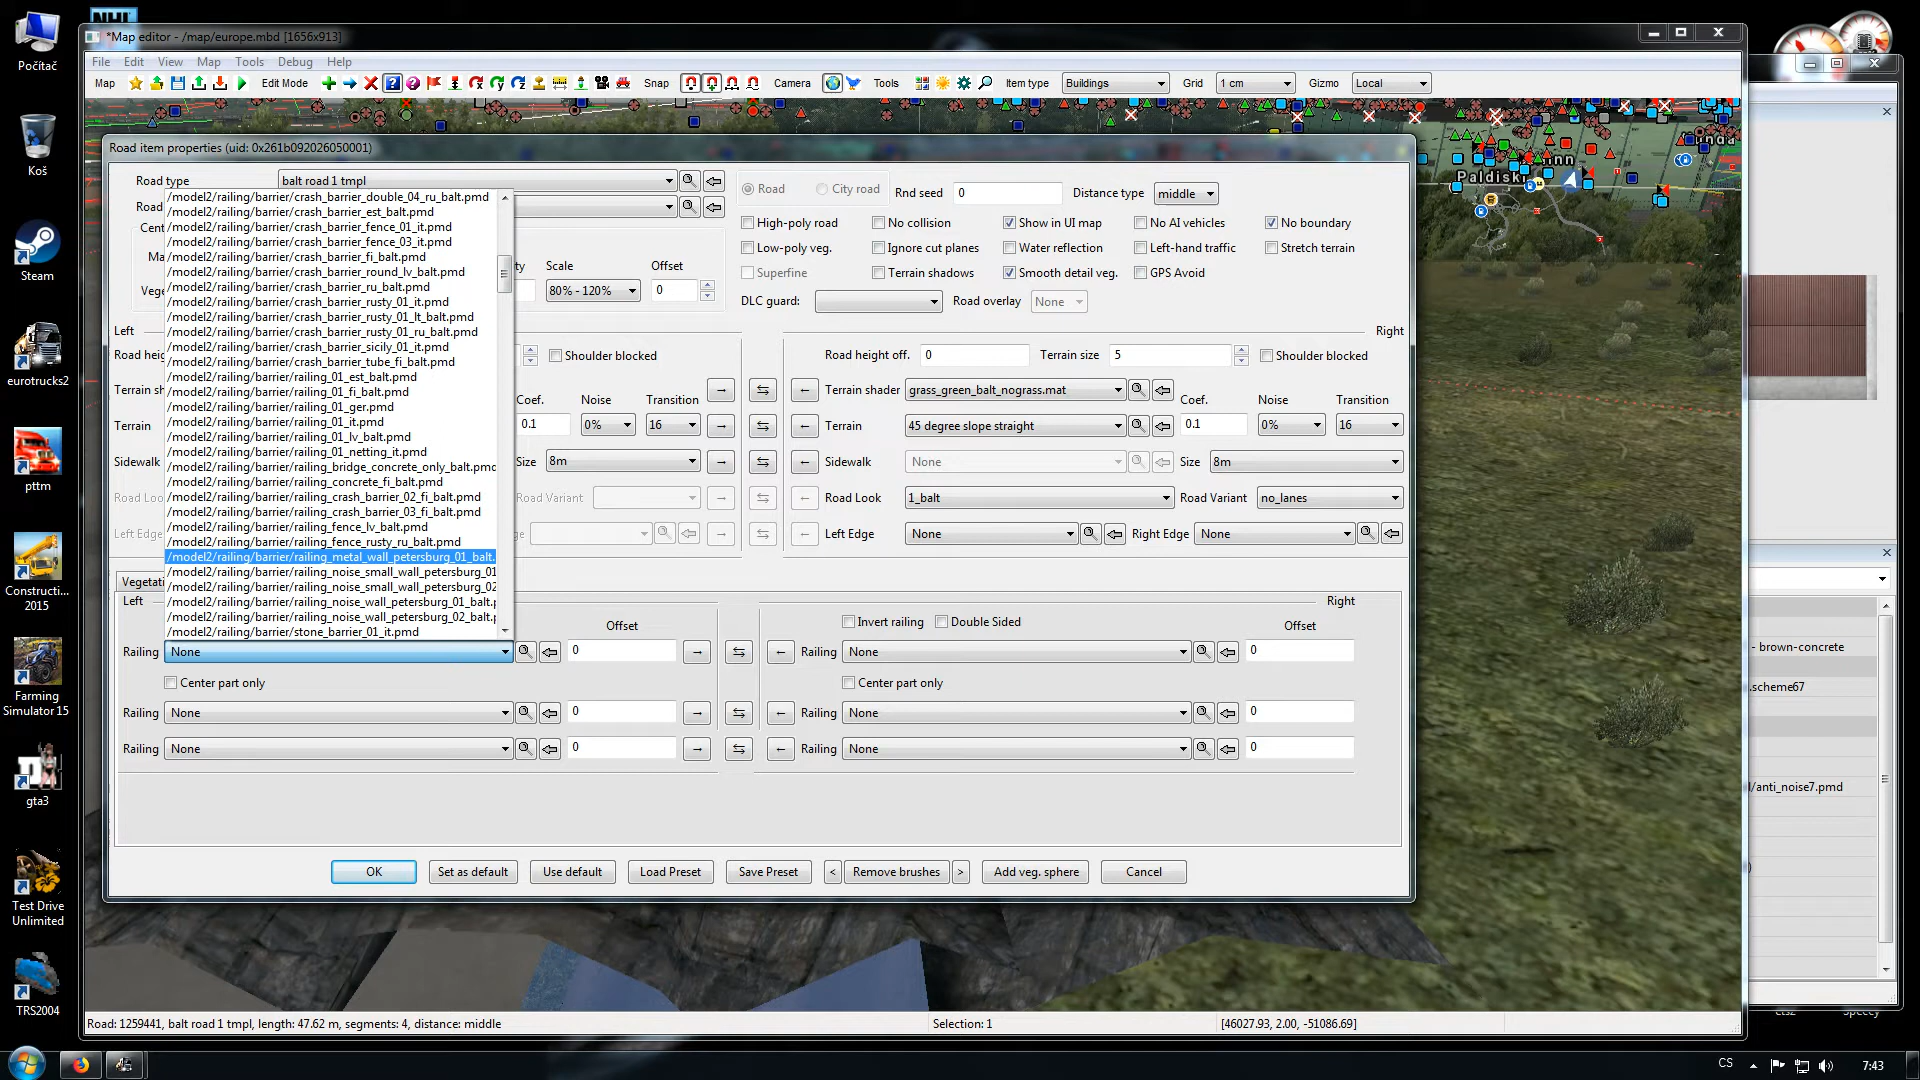 Počítač
Koš
Steam
eurotrucks2
pttm
Constructi...
2015
Farming
Simulator 15
gta3
Test Drive
Unlimited
TRS2004
*Map editor - /map/europe.mbd [1656x913]
File Edit View Map Tools Debug Help
Map Edit Mode Snap Camera Tools Item type Buildings Grid 1 cm Gizmo Local
Paldiski
Road item properties (uid: 0x261b092026050001)
Road type balt road 1 tmpl
Road
/model2/railing/barrier/crash_barrier_double_04_ru_balt.pmd
/model2/railing/barrier/crash_barrier_est_balt.pmd
/model2/railing/barrier/crash_barrier_fence_01_it.pmd
/model2/railing/barrier/crash_barrier_fence_03_it.pmd
/model2/railing/barrier/crash_barrier_fi_balt.pmd
/model2/railing/barrier/crash_barrier_round_lv_balt.pmd
/model2/railing/barrier/crash_barrier_ru_balt.pmd
/model2/railing/barrier/crash_barrier_rusty_01_it.pmd
/model2/railing/barrier/crash_barrier_rusty_01_lt_balt.pmd
/model2/railing/barrier/crash_barrier_rusty_01_ru_balt.pmd
/model2/railing/barrier/crash_barrier_sicily_01_it.pmd
/model2/railing/barrier/crash_barrier_tube_fi_balt.pmd
/model2/railing/barrier/railing_01_est_balt.pmd
/model2/railing/barrier/railing_01_fi_balt.pmd
/model2/railing/barrier/railing_01_ger.pmd
/model2/railing/barrier/railing_01_it.pmd
/model2/railing/barrier/railing_01_lv_balt.pmd
/model2/railing/barrier/railing_01_netting_it.pmd
/model2/railing/barrier/railing_bridge_concrete_only_balt.pmd
/model2/railing/barrier/railing_concrete_fi_balt.pmd
/model2/railing/barrier/railing_crash_barrier_02_fi_balt.pmd
/model2/railing/barrier/railing_crash_barrier_03_fi_balt.pmd
/model2/railing/barrier/railing_fence_lv_balt.pmd
/model2/railing/barrier/railing_fence_rusty_ru_balt.pmd
/model2/railing/barrier/railing_metal_wall_petersburg_01_balt.
/model2/railing/barrier/railing_noise_small_wall_petersburg_01
/model2/railing/barrier/railing_noise_small_wall_petersburg_02
/model2/railing/barrier/railing_noise_wall_petersburg_01_balt.p
/model2/railing/barrier/railing_noise_wall_petersburg_02_balt.p
/model2/railing/barrier/stone_barrier_01_it.pmd
Cent
Ma
Vege
ty Scale Offset
80% - 120% 0
Road City road Rnd seed 0 Distance type middle
High-poly road No collision Show in UI map No AI vehicles No boundary
Low-poly veg. Ignore cut planes Water reflection Left-hand traffic Stretch terrain
Superfine Terrain shadows Smooth detail veg. GPS Avoid
DLC guard: Road overlay None
Left Right
Road heig Shoulder blocked Road height off. 0 Terrain size 5 Shoulder blocked
Terrain sh Coef. Noise Transition Terrain shader grass_green_balt_nograss.mat Coef. Noise Transition
Terrain 0.1 0% 16 Terrain 45 degree slope straight 0.1 0% 16
Sidewalk Size 8m Sidewalk None Size 8m
Road Loo Road Variant Road Look 1_balt Road Variant no_lanes
Left Edge Left Edge None Right Edge None
Vegetati
Left Right
Invert railing Double Sided
Offset Offset
Railing None 0 Railing None 0
Center part only Center part only
Railing None 0 Railing None 0
Railing None 0 Railing None 0
OK Set as default Use default Load Preset Save Preset < Remove brushes > Add veg. sphere Cancel
Road: 1259441, balt road 1 tmpl, length: 47.62 m, segments: 4, distance: middle Selection: 1 [46027.93, 2.00, -51086.69]
- brown-concrete
.scheme67
l/anti_noise7.pmd
CS 7:43